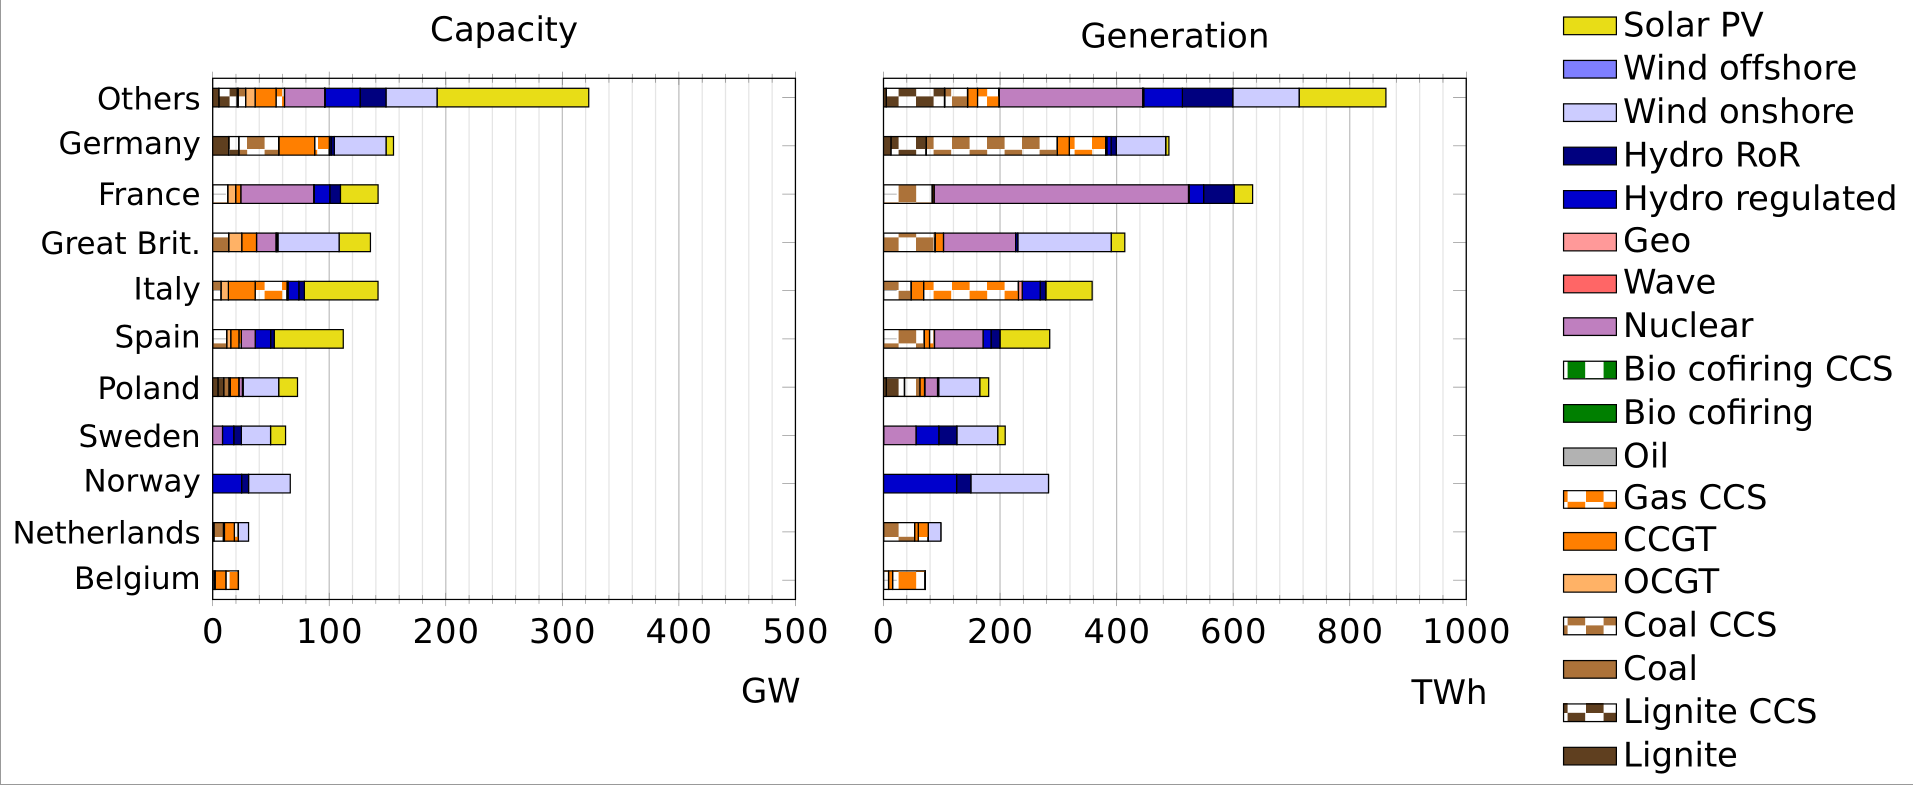 Capacity
Generation
Others
Germany
France
Great Brit.
Italy
Spain
Poland
Sweden
Norway
Netherlands
Belgium
0 100 200 300 400 500
GW
0 200 400 600 800 1000
TWh
Solar PV
Wind offshore
Wind onshore
Hydro RoR
Hydro regulated
Geo
Wave
Nuclear
Bio cofiring CCS
Bio cofiring
Oil
Gas CCS
CCGT
OCGT
Coal CCS
Coal
Lignite CCS
Lignite